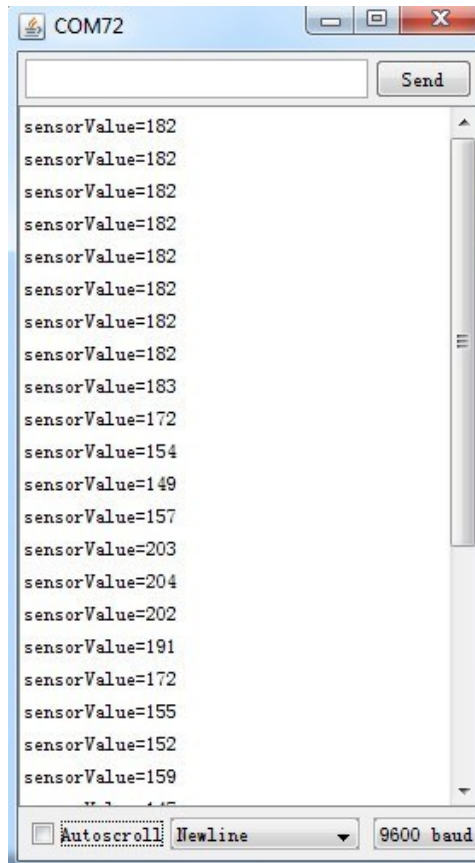 COM72
Send
sensorValue=182
sensorValue=182
sensorValue=182
sensorValue=182
sensorValue=182
sensorValue=182
sensorValue=182
sensorValue=182
sensorValue=183
sensorValue=172
sensorValue=154
sensorValue=149
sensorValue=157
sensorValue=203
sensorValue=204
sensorValue=202
sensorValue=191
sensorValue=172
sensorValue=155
sensorValue=152
sensorValue=159
Autoscroll Newline 9600 baud